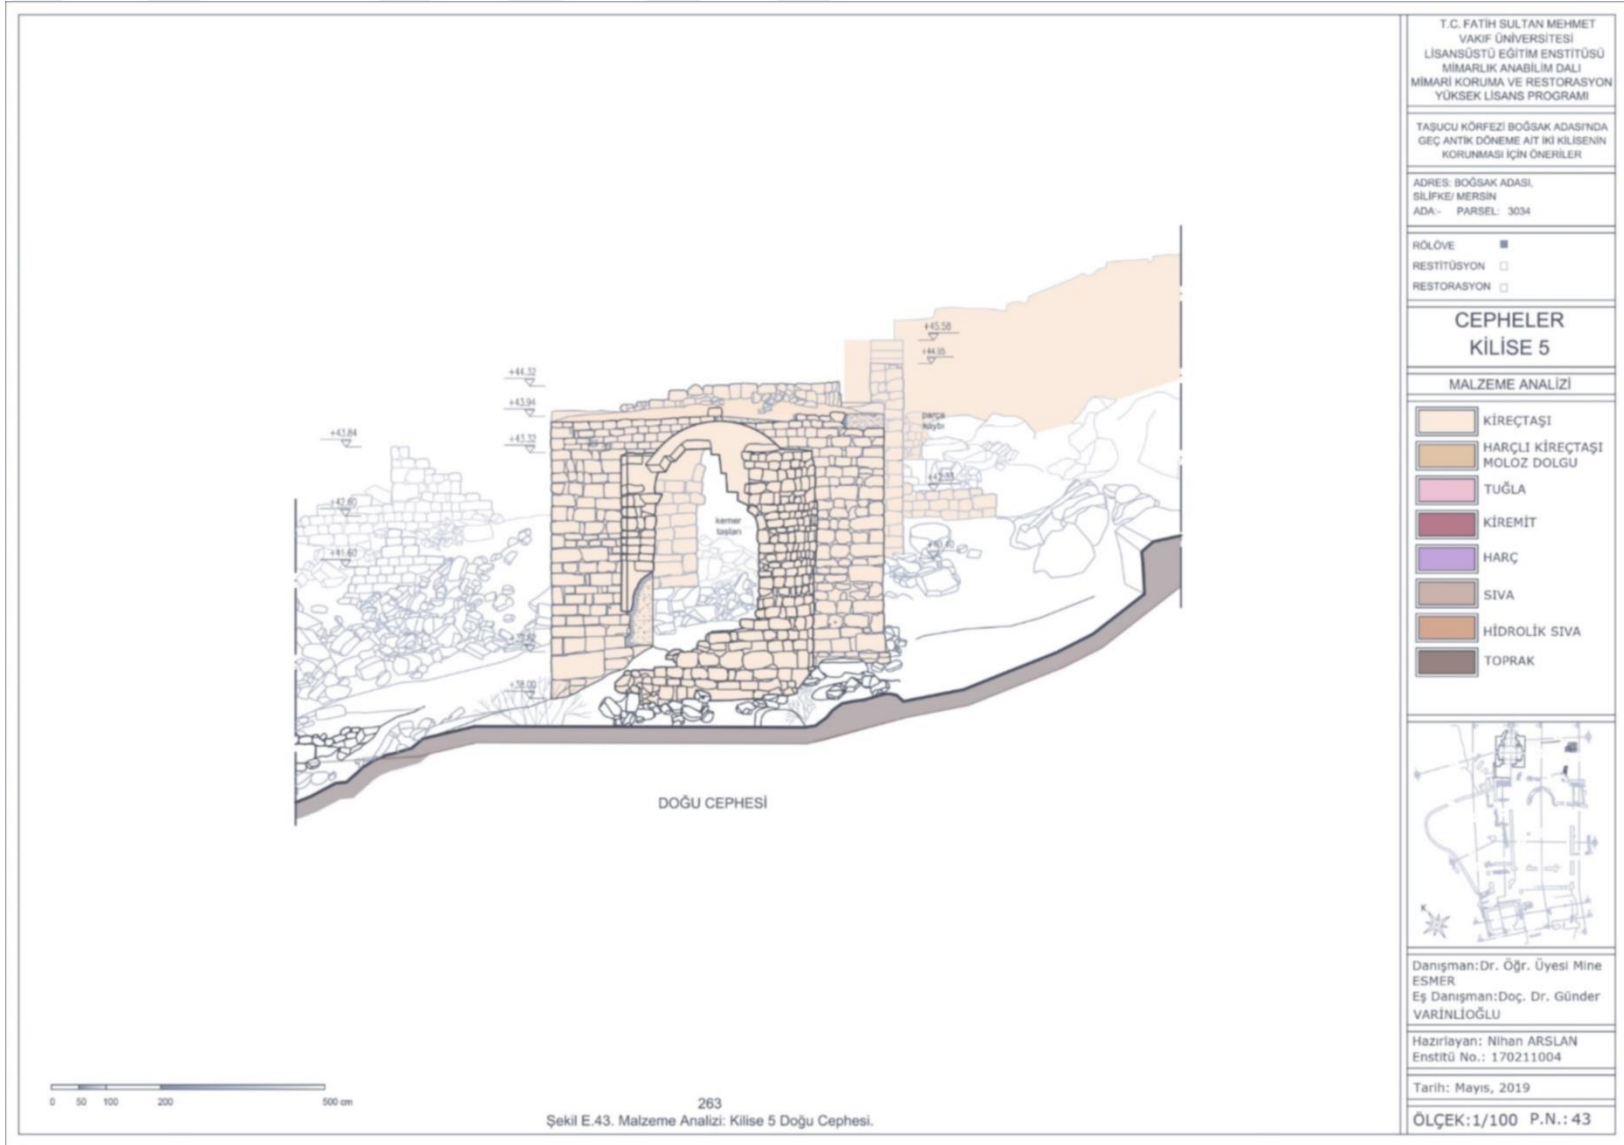 T.C. FATİH SULTAN MEHMET
VAKIF ÜNİVERSİTESİ
LİSANSÜSTÜ EĞİTİM ENSTİTÜSÜ
MİMARLIK ANABİLİM DALI
MİMARİ KORUMA VE RESTORASYON
YÜKSEK LİSANS PROGRAMI
TAŞUCU KÖRFEZİ BOĞSAK ADASI'NDA
GEÇ ANTİK DÖNEME AİT İKİ KİLİSENİN
KORUNMASI İÇİN ÖNERİLER
ADRES: BOĞSAK ADASI,
SİLİFKE/ MERSİN
ADA:- PARSEL: 3034
RÖLÖVE
RESTİTÜSYON
RESTORASYON
CEPHELER
KİLİSE 5
MALZEME ANALİZİ
KİREÇTAŞI
HARÇLI KİREÇTAŞI
MOLOZ DOLGU
TUĞLA
KİREMİT
HARÇ
SIVA
HİDROLİK SIVA
TOPRAK
K
Danışman:Dr. Öğr. Üyesi Mine
ESMER
Eş Danışman:Doç. Dr. Günder
VARİNLİOĞLU
Hazırlayan: Nihan ARSLAN
Enstitü No.: 170211004
Tarih: Mayıs, 2019
ÖLÇEK:1/100 P.N.: 43
+45.58
+44.95
+44.32
+43.94
+43.32
+43.84
+42.60
+41.60
+38.00
parça
kaybı
kemer
taşları
DOĞU CEPHESİ
0 50 100 200 500 cm
263
Şekil E.43. Malzeme Analizi: Kilise 5 Doğu Cephesi.